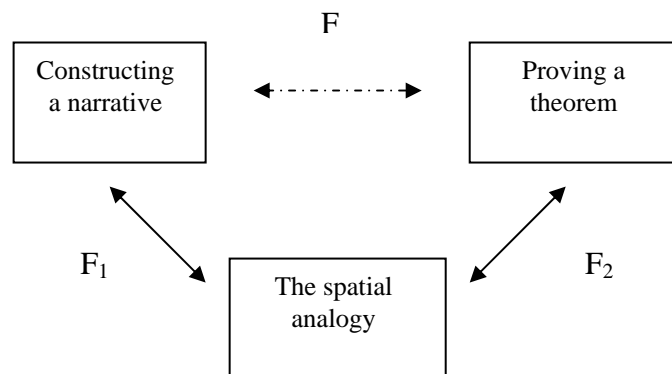 F
Constructing
a narrative
Proving a
theorem
F₁
F₂
The spatial
analogy